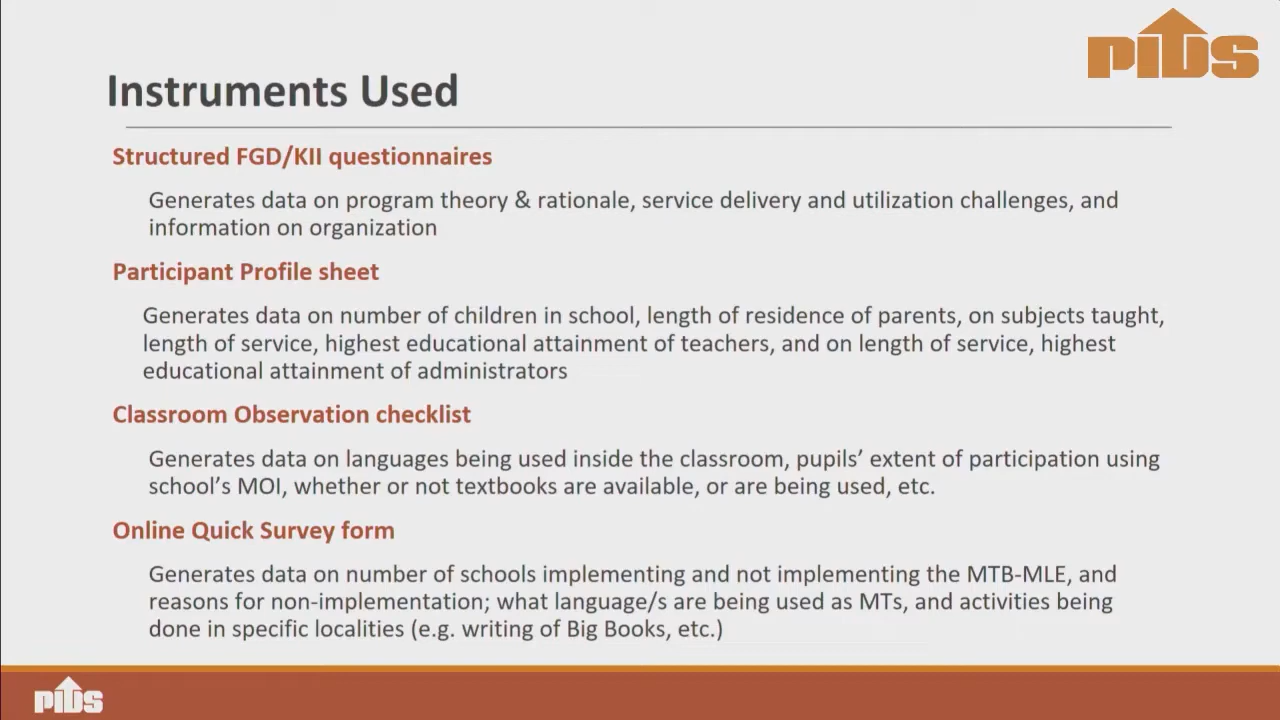 PIDS
Instruments Used
Structured FGD/KII questionnaires
Generates data on program theory & rationale, service delivery and utilization challenges, and
information on organization
Participant Profile sheet
Generates data on number of children in school, length of residence of parents, on subjects taught,
length of service, highest educational attainment of teachers, and on length of service, highest
educational attainment of administrators
Classroom Observation checklist
Generates data on languages being used inside the classroom, pupils’ extent of participation using
school’s MOI, whether or not textbooks are available, or are being used, etc.
Online Quick Survey form
Generates data on number of schools implementing and not implementing the MTB-MLE, and
reasons for non-implementation; what language/s are being used as MTs, and activities being
done in specific localities (e.g. writing of Big Books, etc.)
PIDS